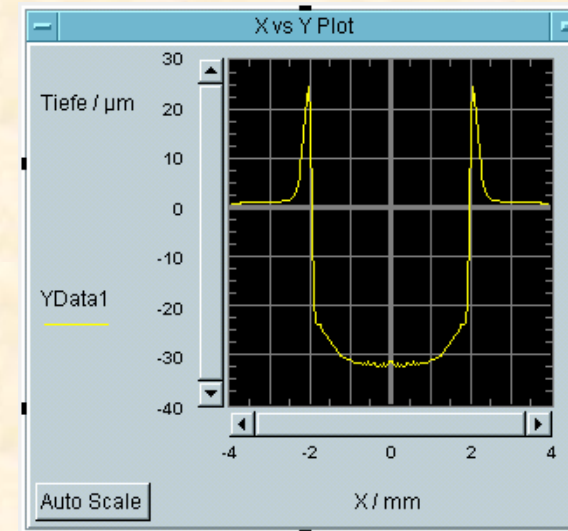 X vs Y Plot
Tiefe / µm
30
20
10
0
-10
-20
-30
-40
YData1
-4 -2 0 2 4
Auto Scale
X / mm